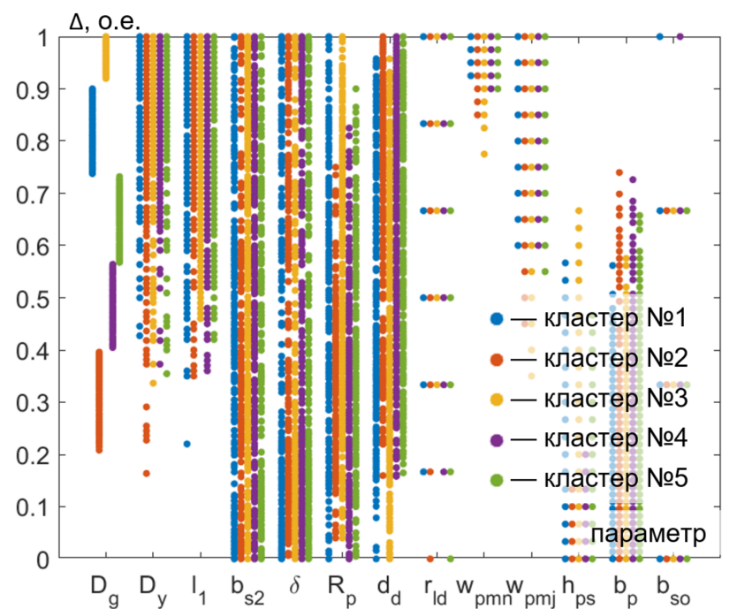 Δ, о.е.
1
0.9
0.8
0.7
0.6
0.5
0.4
0.3
0.2
0.1
0
— кластер №1
— кластер №2
— кластер №3
— кластер №4
— кластер №5
параметр
D_g D_y l_1 b_s2 δ R_p d_d r_ld w_pmn w_pmj h_ps b_p b_so